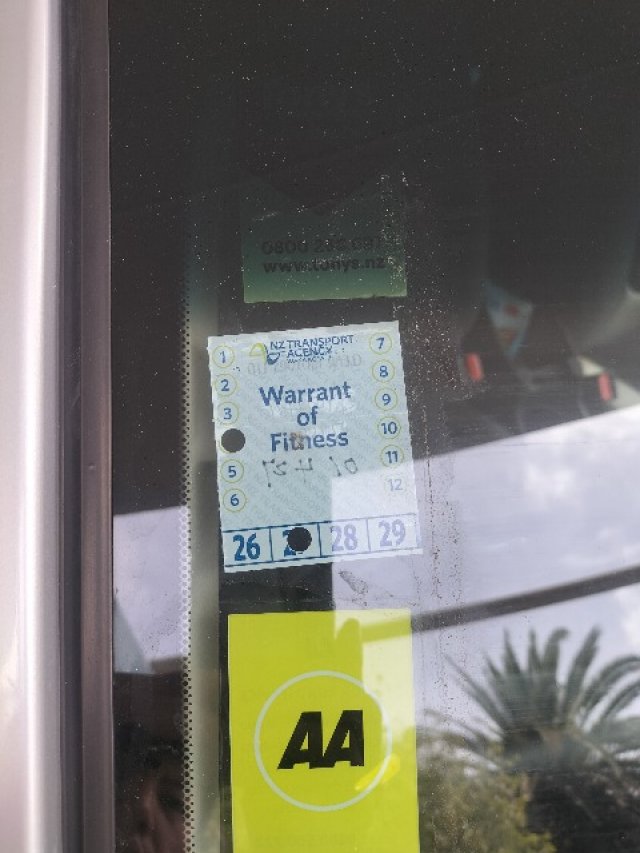 www.tonys.nz
1
NZ TRANSPORT
AGENCY
7
2
8
3
Warrant
of
Fitness
9
10
5
11
6
12
26
28
29
AA